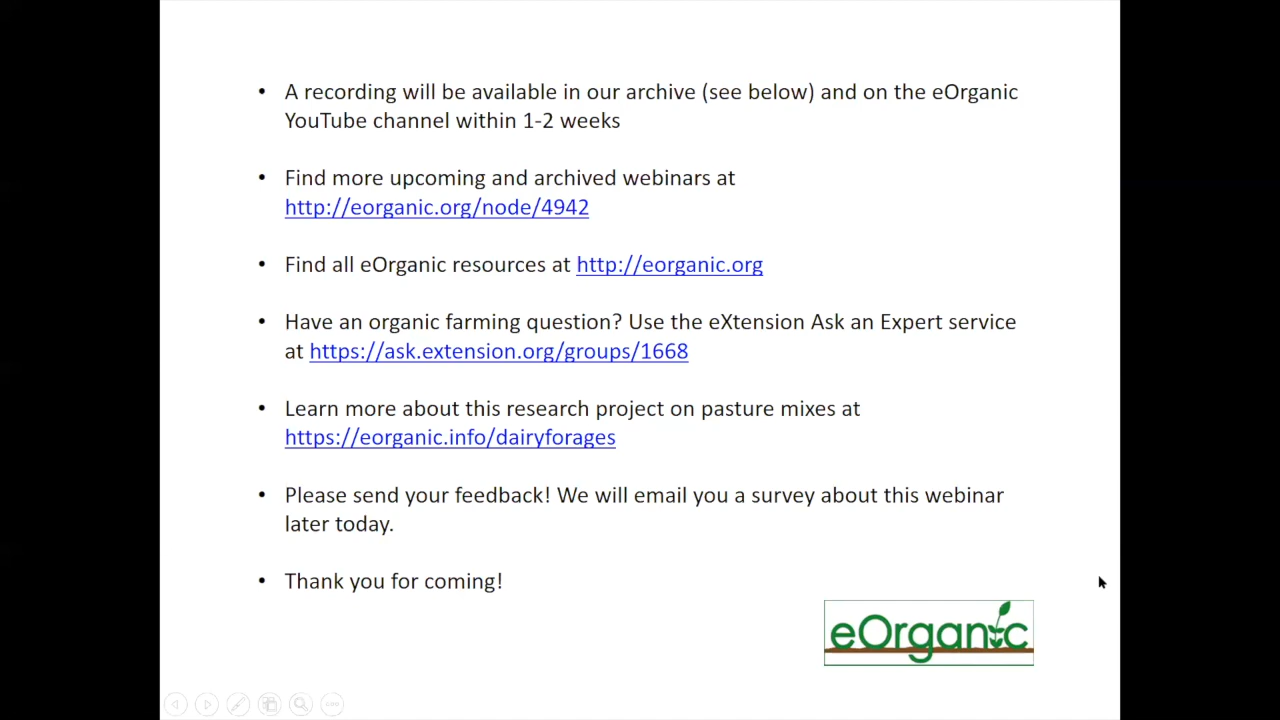 • A recording will be available in our archive (see below) and on the eOrganic
YouTube channel within 1-2 weeks
• Find more upcoming and archived webinars at
http://eorganic.org/node/4942
• Find all eOrganic resources at http://eorganic.org
• Have an organic farming question? Use the eXtension Ask an Expert service
at https://ask.extension.org/groups/1668
• Learn more about this research project on pasture mixes at
https://eorganic.info/dairyforages
• Please send your feedback! We will email you a survey about this webinar
later today.
• Thank you for coming!
eOrganic